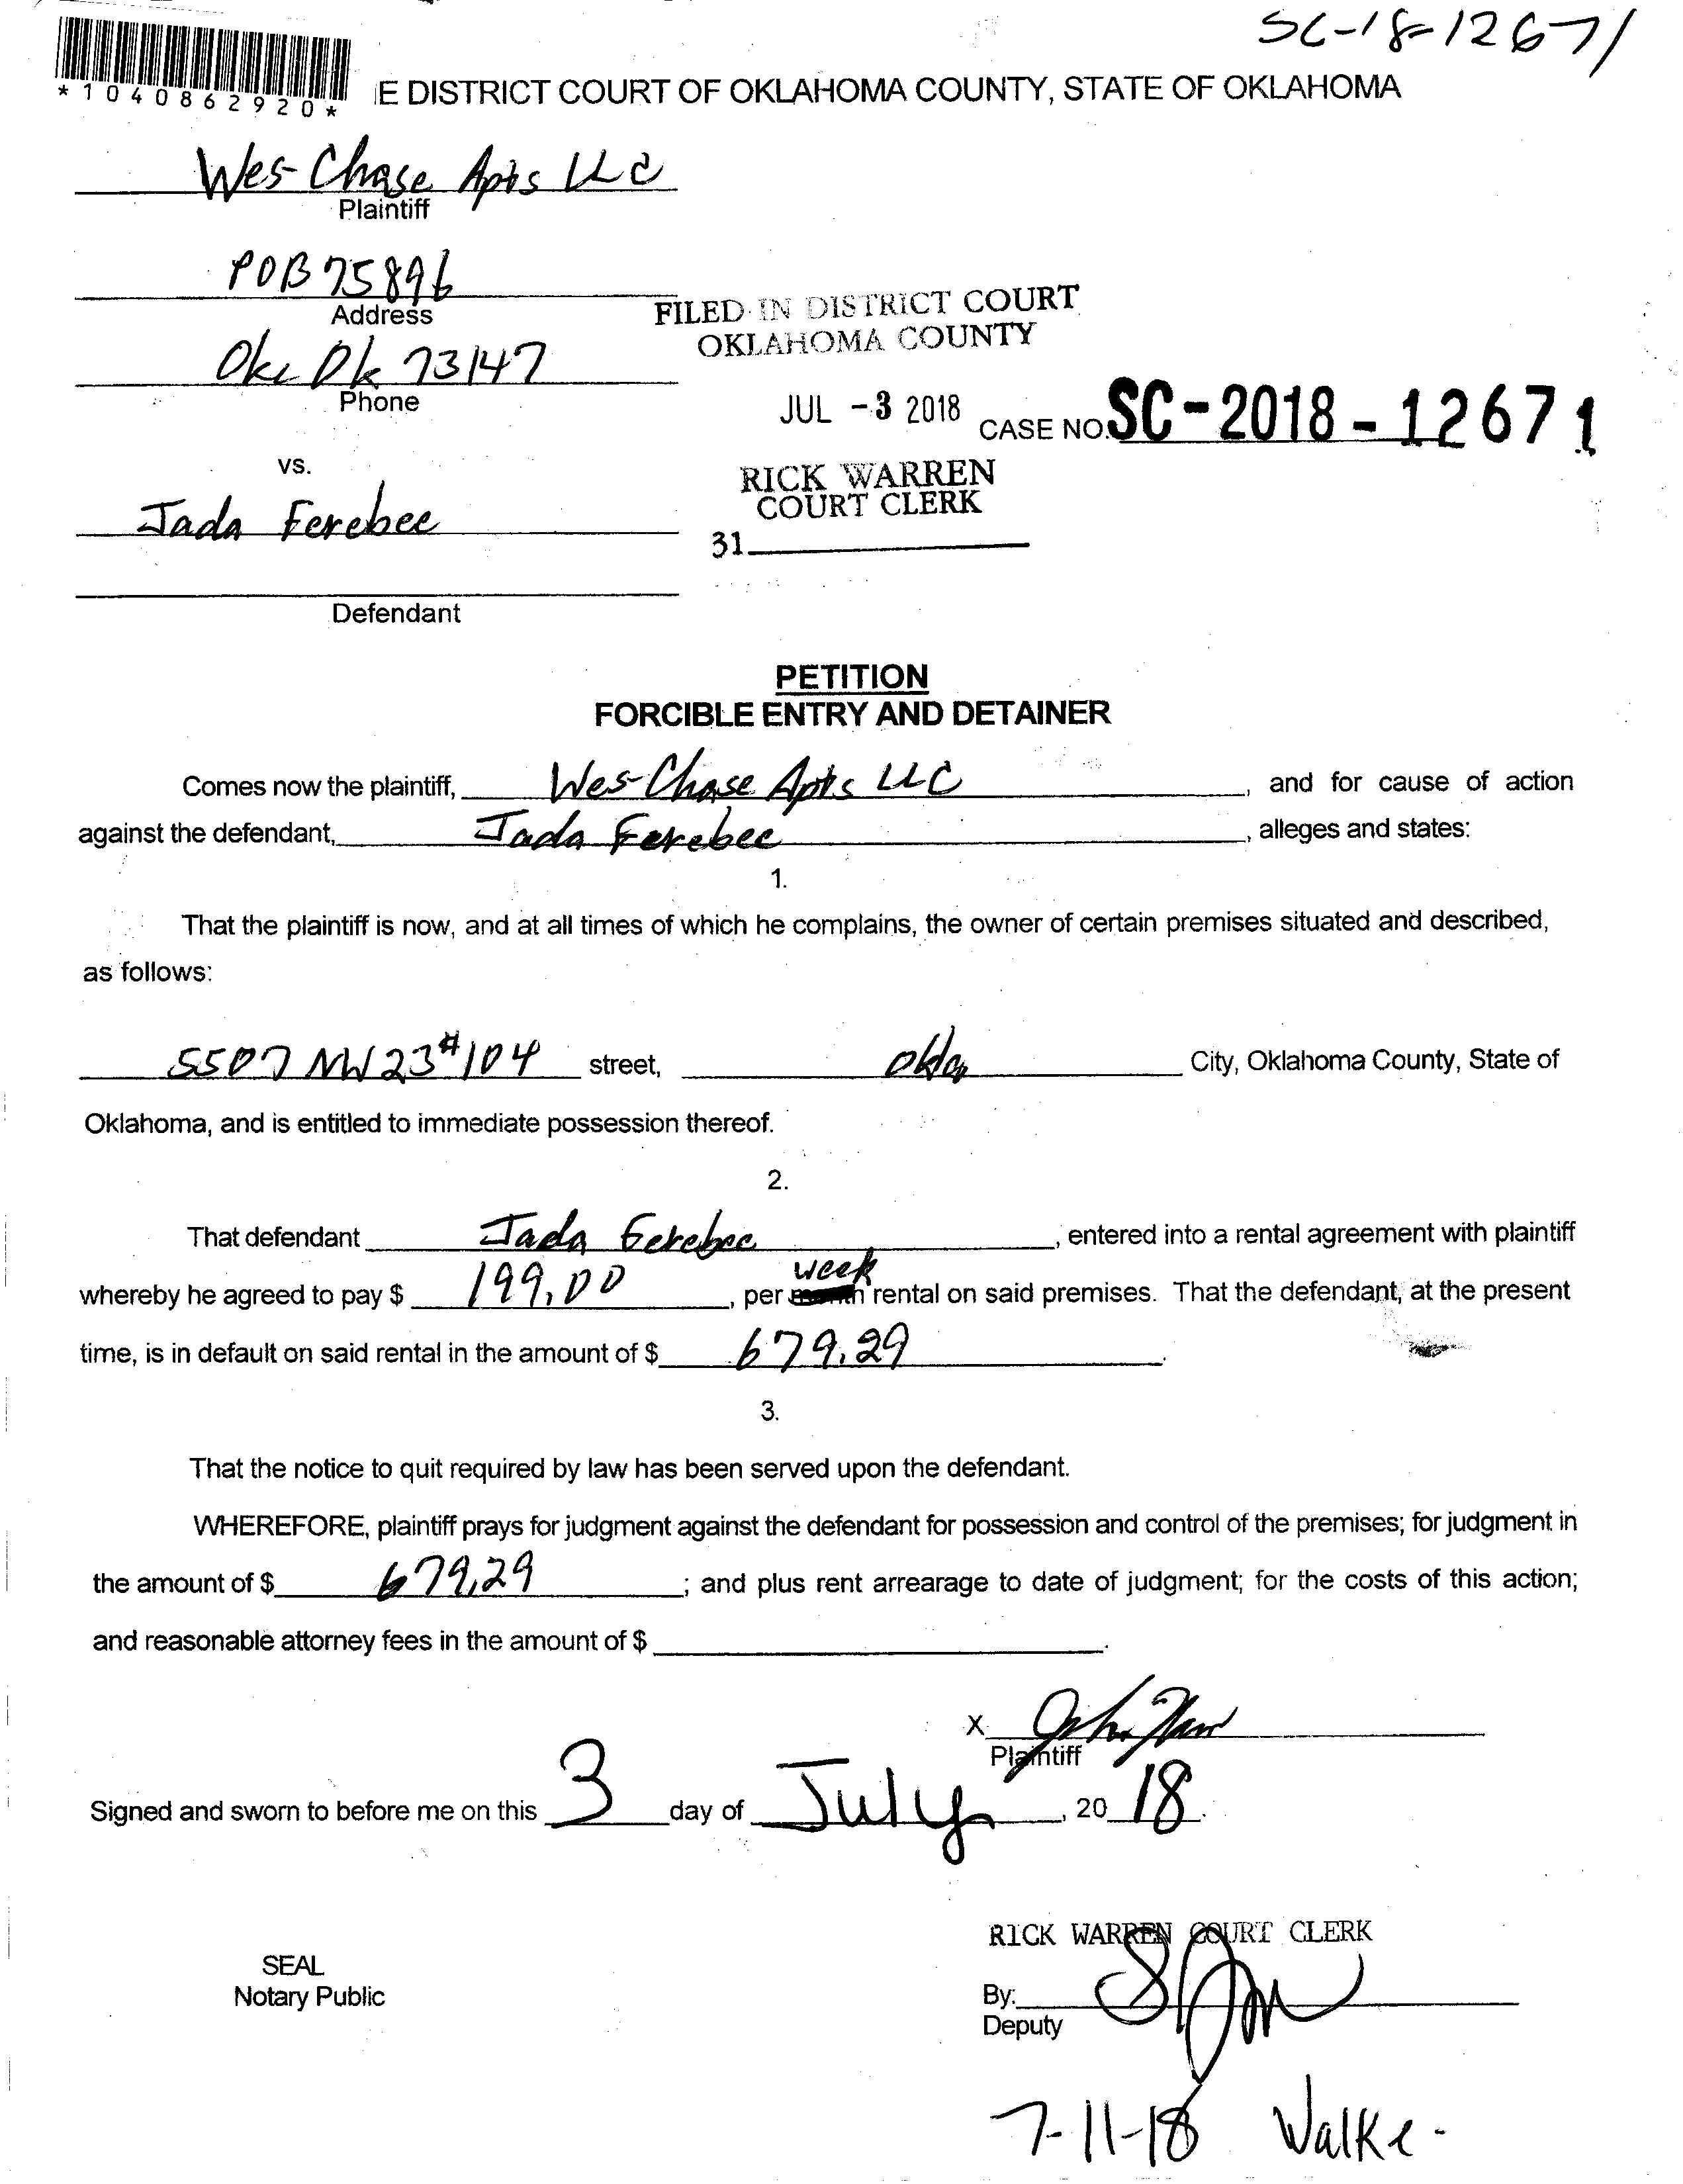 SC-18-12671
*1040862920*
E DISTRICT COURT OF OKLAHOMA COUNTY, STATE OF OKLAHOMA
Wes-Chase Apts LLC
Plaintiff
POB 75896
Address
Okc Ok 73147
Phone
FILED IN DISTRICT COURT
OKLAHOMA COUNTY
JUL -3 2018
CASE NO. SC-2018-12671
RICK WARREN
COURT CLERK
31
vs.
Jada Ferebee
Defendant
PETITION
FORCIBLE ENTRY AND DETAINER
Comes now the plaintiff, Wes-Chase Apts LLC, and for cause of action
against the defendant, Jada Ferebee, alleges and states:
1.
That the plaintiff is now, and at all times of which he complains, the owner of certain premises situated and described,
as follows:
5507 NW 23 #104 street, Okla City, Oklahoma County, State of
Oklahoma, and is entitled to immediate possession thereof.
2.
That defendant Jada Ferebee, entered into a rental agreement with plaintiff
week
whereby he agreed to pay $ 199.00, per month rental on said premises. That the defendant, at the present
time, is in default on said rental in the amount of $ 679.29.
3.
That the notice to quit required by law has been served upon the defendant.
WHEREFORE, plaintiff prays for judgment against the defendant for possession and control of the premises; for judgment in
the amount of $ 679.29; and plus rent arrearage to date of judgment; for the costs of this action;
and reasonable attorney fees in the amount of $ .
X John
Plaintiff
Signed and sworn to before me on this 3 day of July, 2018.
RICK WARREN COURT CLERK
SEAL
Notary Public
By:
Deputy
7-11-18 Walke-